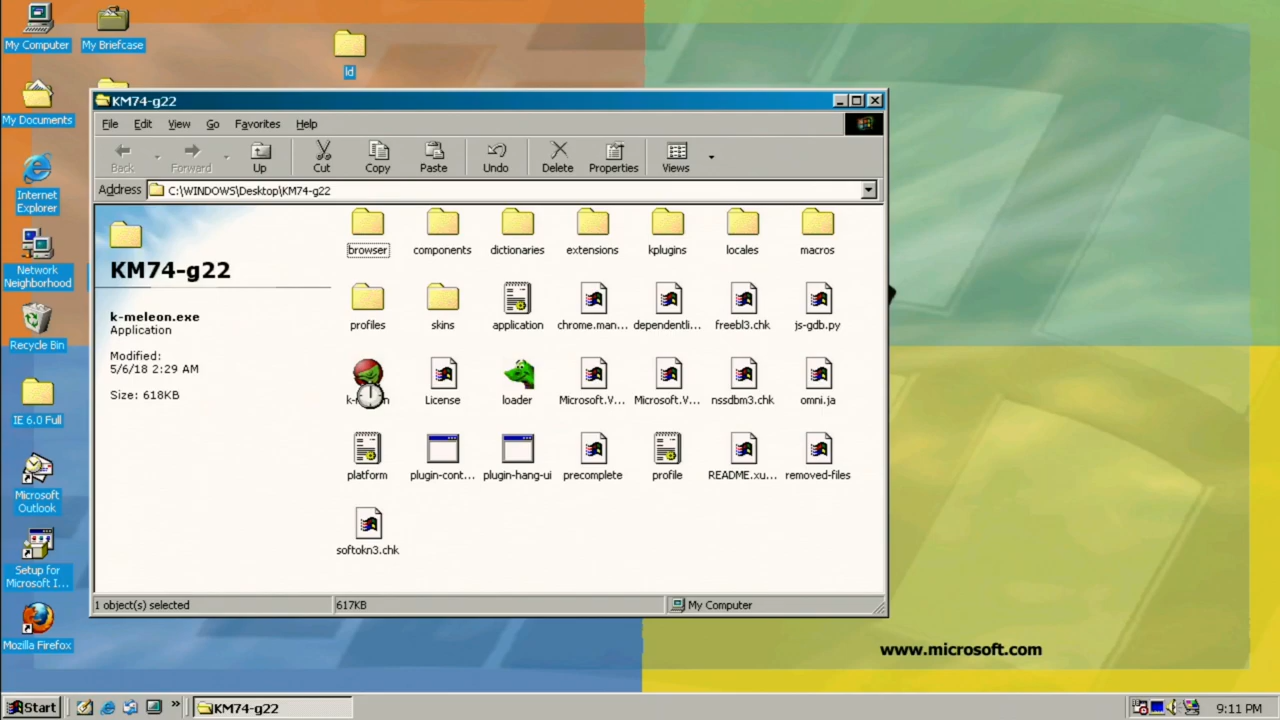 My Computer
My Briefcase
ld
My Documents
Internet
Explorer
Network
Neighborhood
Recycle Bin
IE 6.0 Full
Microsoft
Outlook
Setup for
Microsoft I...
Mozilla Firefox
KM74-g22
File Edit View Go Favorites Help
Back Forward Up Cut Copy Paste Undo Delete Properties Views
Address C:\WINDOWS\Desktop\KM74-g22
KM74-g22
k-meleon.exe
Application
Modified:
5/6/18 2:29 AM
Size: 618KB
browser components dictionaries extensions kplugins locales macros
profiles skins application chrome.man... dependentli... freebl3.chk js-gdb.py
License loader Microsoft.V... Microsoft.V... nssdbm3.chk omni.ja
platform plugin-cont... plugin-hang-ui precomplete profile README.xu... removed-files
softokn3.chk
1 object(s) selected 617KB My Computer
www.microsoft.com
Start » KM74-g22 9:11 PM